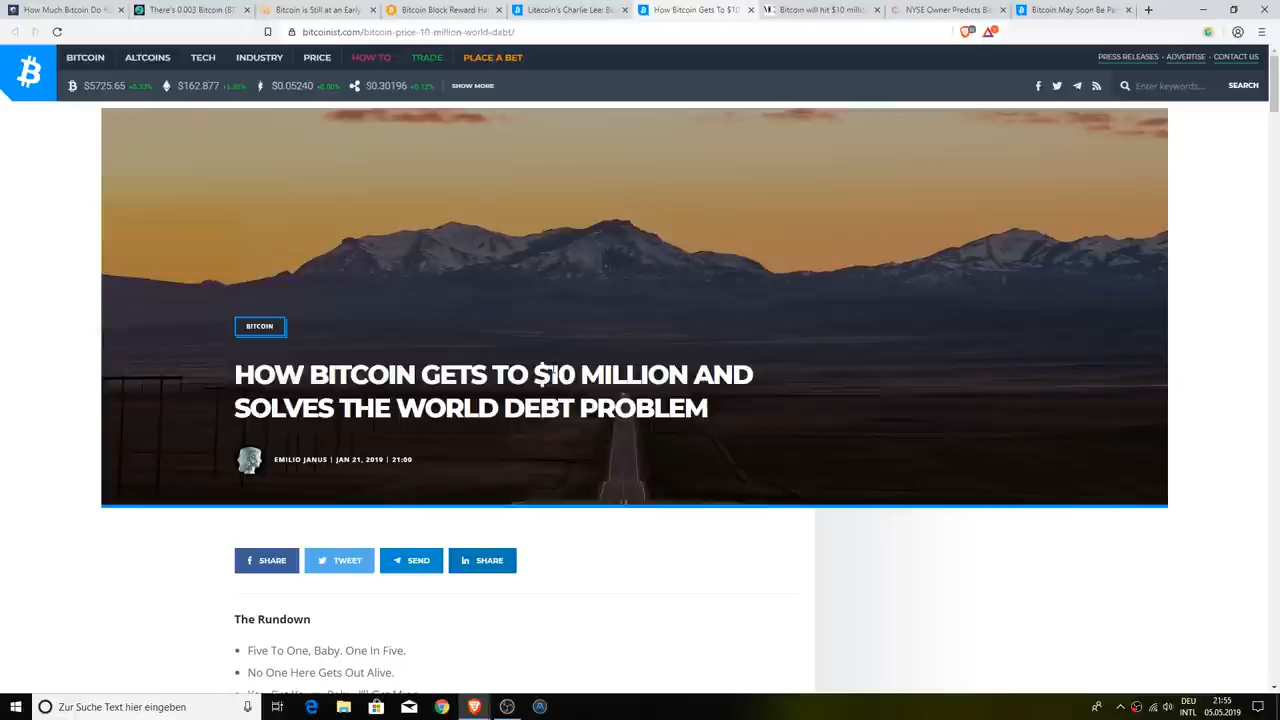 How Much Bitcoin Do Yo
There's 0.003 Bitcoin (BT
Bitcoin is Still at an Early
Bitcoin Block Reward Ha
Litecoin's Charlie Lee: Bu
How Bitcoin Gets To $10
Bitcoin will hit $10 millio
NYSE Owner Predicts Bi
Bitcoin May Soon Be Pa
bitcoinist.com/bitcoin-price-10-million-world-debt/
BITCOIN ALTCOINS TECH INDUSTRY PRICE HOW TO TRADE PLACE A BET
PRESS RELEASES · ADVERTISE · CONTACT US
$5725.65 +0.33% $162.877 +1.05% $0.05240 +0.00% $0.30196 +0.12% SHOW MORE
Enter keywords.... SEARCH
BITCOIN
HOW BITCOIN GETS TO $10 MILLION AND
SOLVES THE WORLD DEBT PROBLEM
EMILIO JANUS | JAN 21, 2019 | 21:00
SHARE TWEET SEND SHARE
The Rundown
• Five To One, Baby. One In Five.
• No One Here Gets Out Alive.
Zur Suche Text hier eingeben
DEU
INTL
21:55
05.05.2019